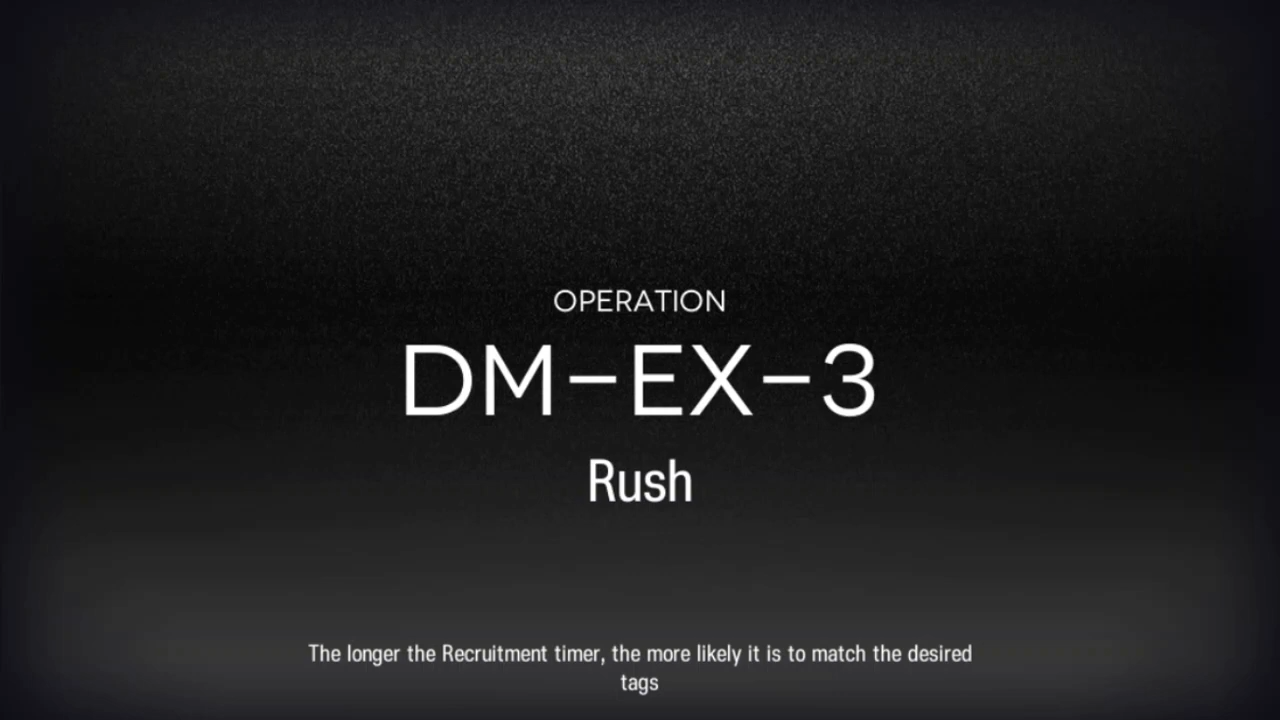 OPERATION
DM-EX-3
Rush
The longer the Recruitment timer, the more likely it is to match the desired
tags